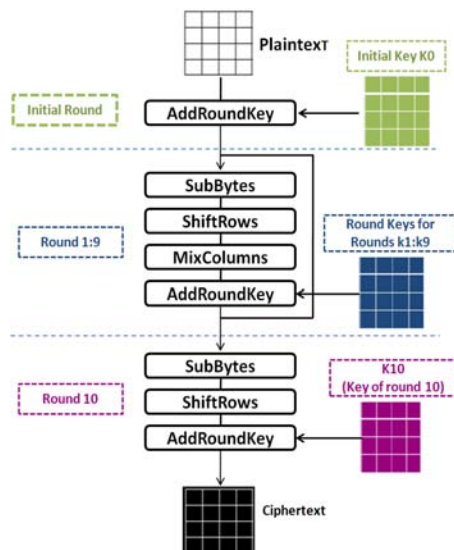 PlaintexT
Initial Key K0
Initial Round
AddRoundKey
SubBytes
ShiftRows
Round 1:9
MixColumns
Round Keys for
Rounds k1:k9
AddRoundKey
SubBytes
K10
(Key of round 10)
Round 10
ShiftRows
AddRoundKey
Ciphertext